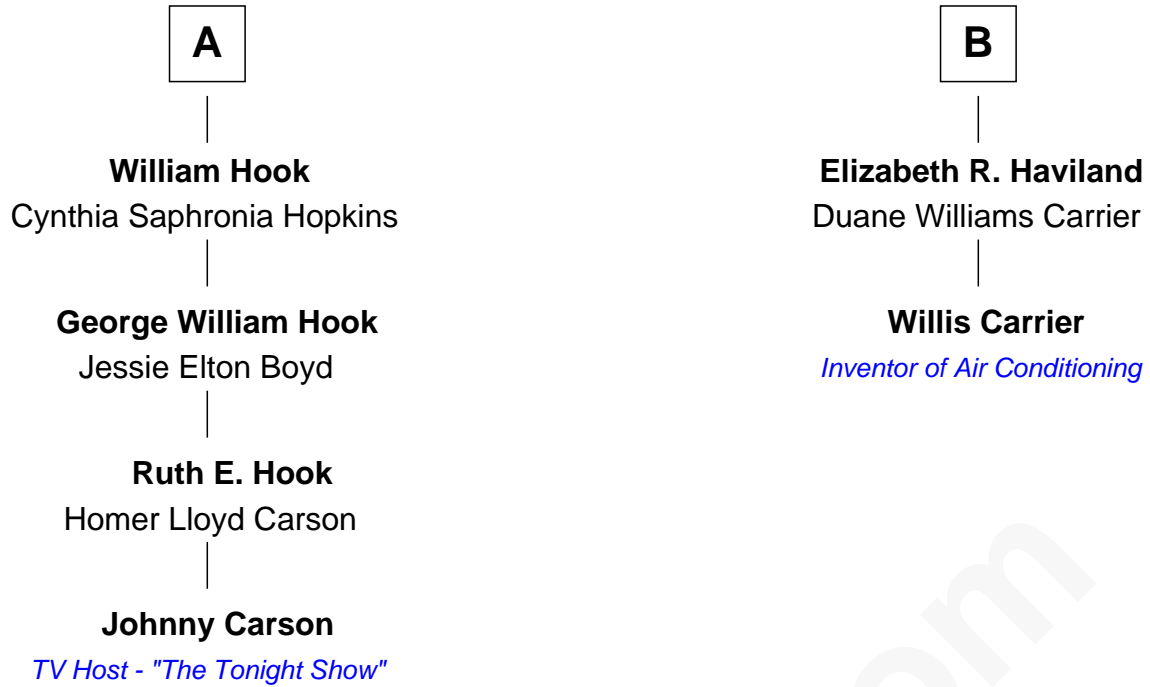 A
B
William Hook
Cynthia Saphronia Hopkins
Elizabeth R. Haviland
Duane Williams Carrier
George William Hook
Jessie Elton Boyd
Willis Carrier
Inventor of Air Conditioning
Ruth E. Hook
Homer Lloyd Carson
Johnny Carson
TV Host - "The Tonight Show"
om